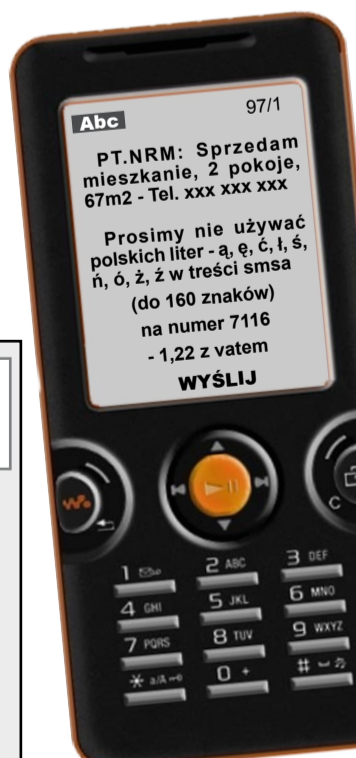 Abc 97/1
PT.NRM: Sprzedam
mieszkanie, 2 pokoje,
67m2 - Tel. xxx xxx xxx
Prosimy nie używać
polskich liter - ą, ę, ć, ł, ś,
ń, ó, ż, ź w treści smsa
(do 160 znaków)
na numer 7116
- 1,22 z vatem
WYŚLIJ
C
1 2 ABC 3 DEF
4 GHI 5 JKL 6 MNO
7 PQRS 8 TUV 9 WXYZ
* a/A 0 + #